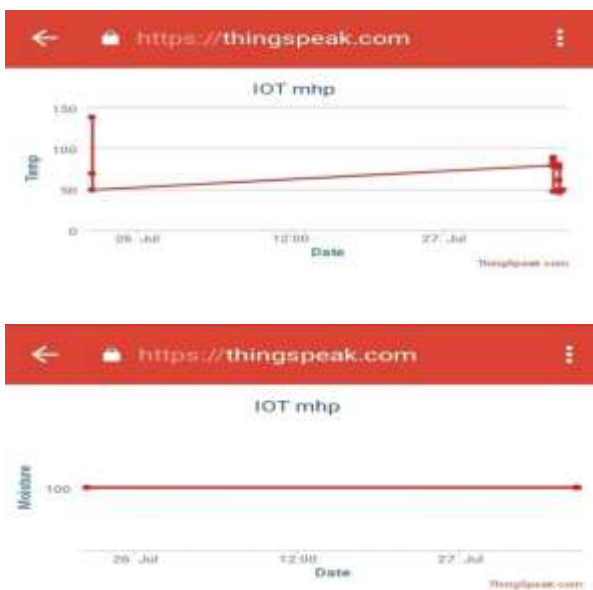 https://thingspeak.com
IOT mhp
150
100
50
0
Temp
26. Jul 12:00 27. Jul
Date
ThingSpeak.com
https://thingspeak.com
IOT mhp
Moisture
100
26. Jul 12:00 27. Jul
Date
ThingSpeak.com